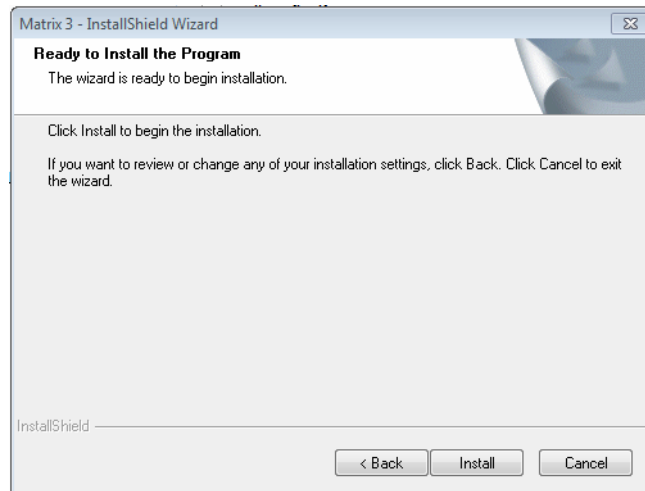 Matrix 3 - InstallShield Wizard
Ready to Install the Program
The wizard is ready to begin installation.
Click Install to begin the installation.
If you want to review or change any of your installation settings, click Back. Click Cancel to exit
the wizard.
InstallShield
< Back
Install
Cancel